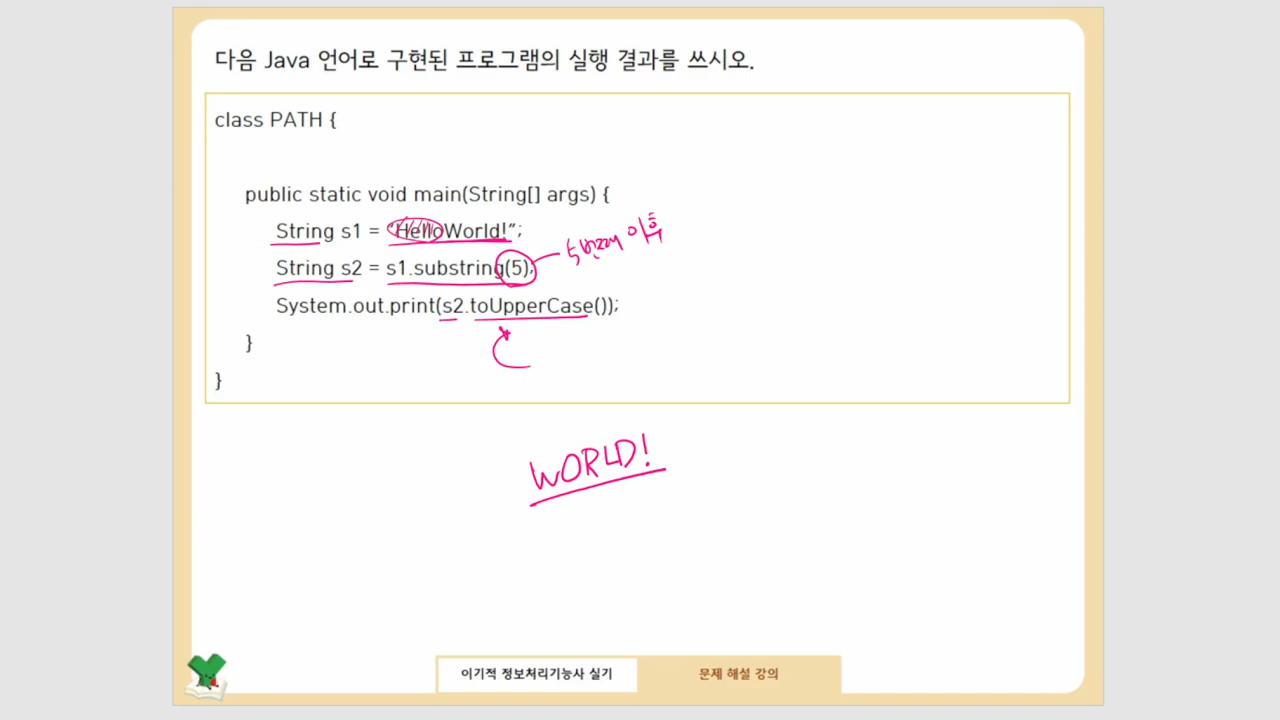 다음 Java 언어로 구현된 프로그램의 실행 결과를 쓰시오.
class PATH {
public static void main(String[] args) {
String s1 = "HelloWorld!";
String s2 = s1.substring(5);
5번째 이후
System.out.print(s2.toUpperCase());
}
}
WORLD!
이기적 정보처리기능사 실기
문제 해설 강의